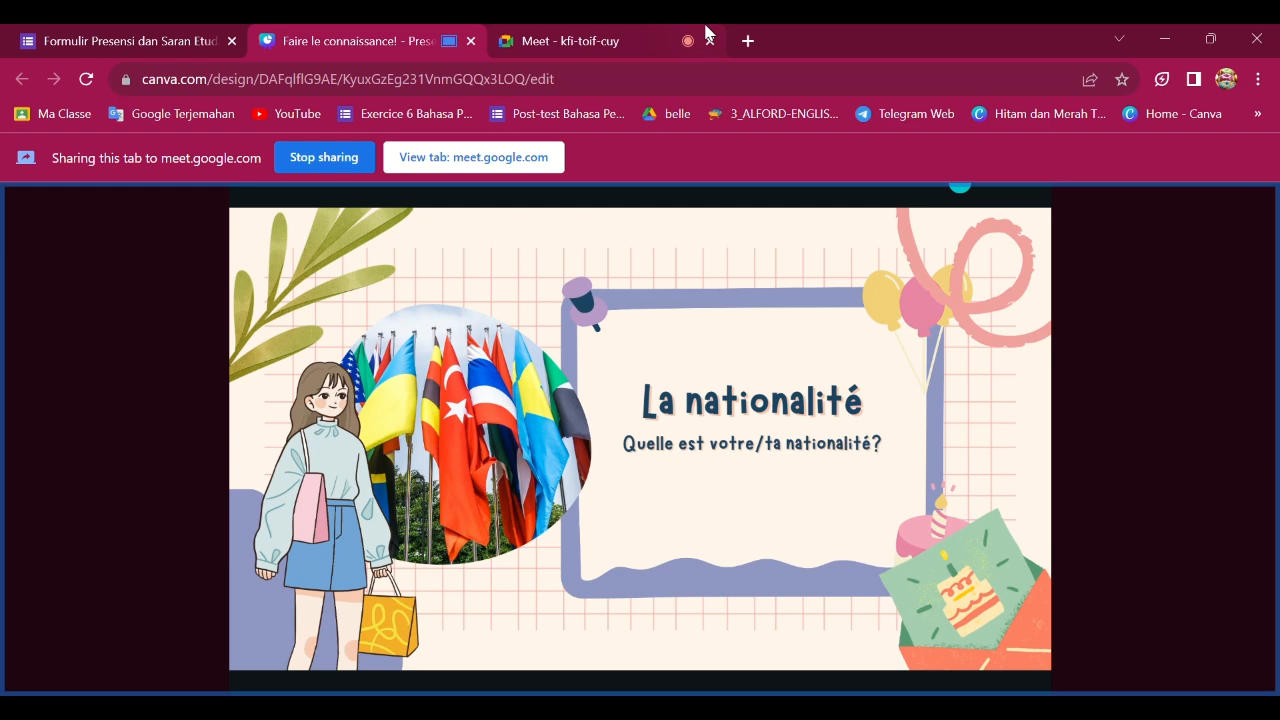 Formulir Presensi dan Saran Etud
Faire le connaissance! - Prese
Meet - kfi-toif-cuy
canva.com/design/DAFqlflG9AE/KyuxGzEg231VnmGQQx3LOQ/edit
Ma Classe
Google Terjemahan
YouTube
Exercice 6 Bahasa P...
Post-test Bahasa Pe...
belle
3_ALFORD-ENGLIS...
Telegram Web
Hitam dan Merah T...
Home - Canva
»
Sharing this tab to meet.google.com
Stop sharing
View tab: meet.google.com
La nationalité
Quelle est votre/ta nationalité?